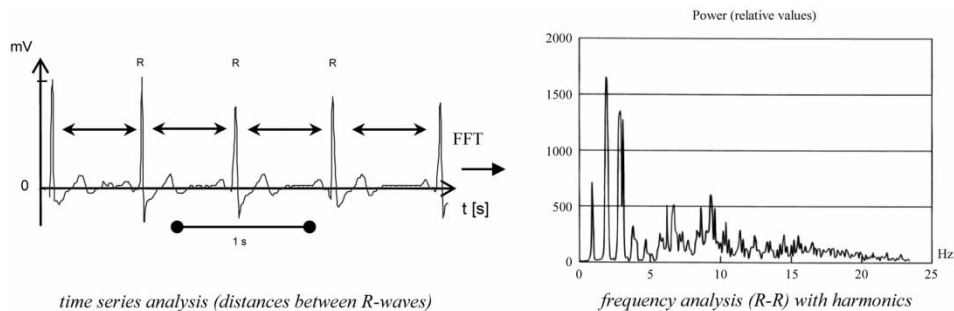 mV
R R R
0
FFT
t [s]
1 s
time series analysis (distances between R-waves)
Power (relative values)
2000
1500
1000
500
0
0 5 10 15 20 25
Hz
frequency analysis (R-R) with harmonics